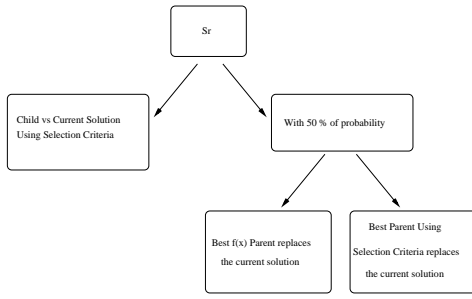 Sr
Child vs Current Solution
Using Selection Criteria
With 50 % of probability
Best f(x) Parent replaces
the current solution
Best Parent Using
Selection Criteria replaces
the current solution